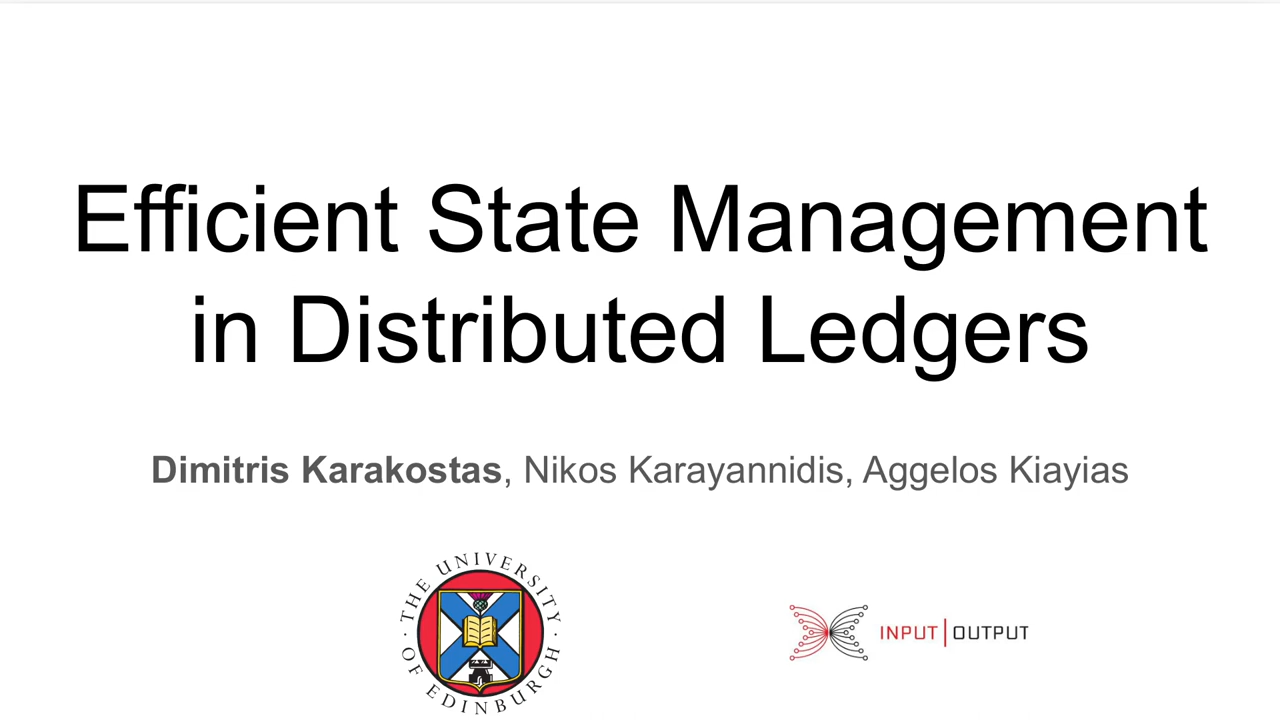 Efficient State Management
in Distributed Ledgers
Dimitris Karakostas, Nikos Karayannidis, Aggelos Kiayias
THE UNIVERSITY · OF EDINBURGH ·
INPUT | OUTPUT